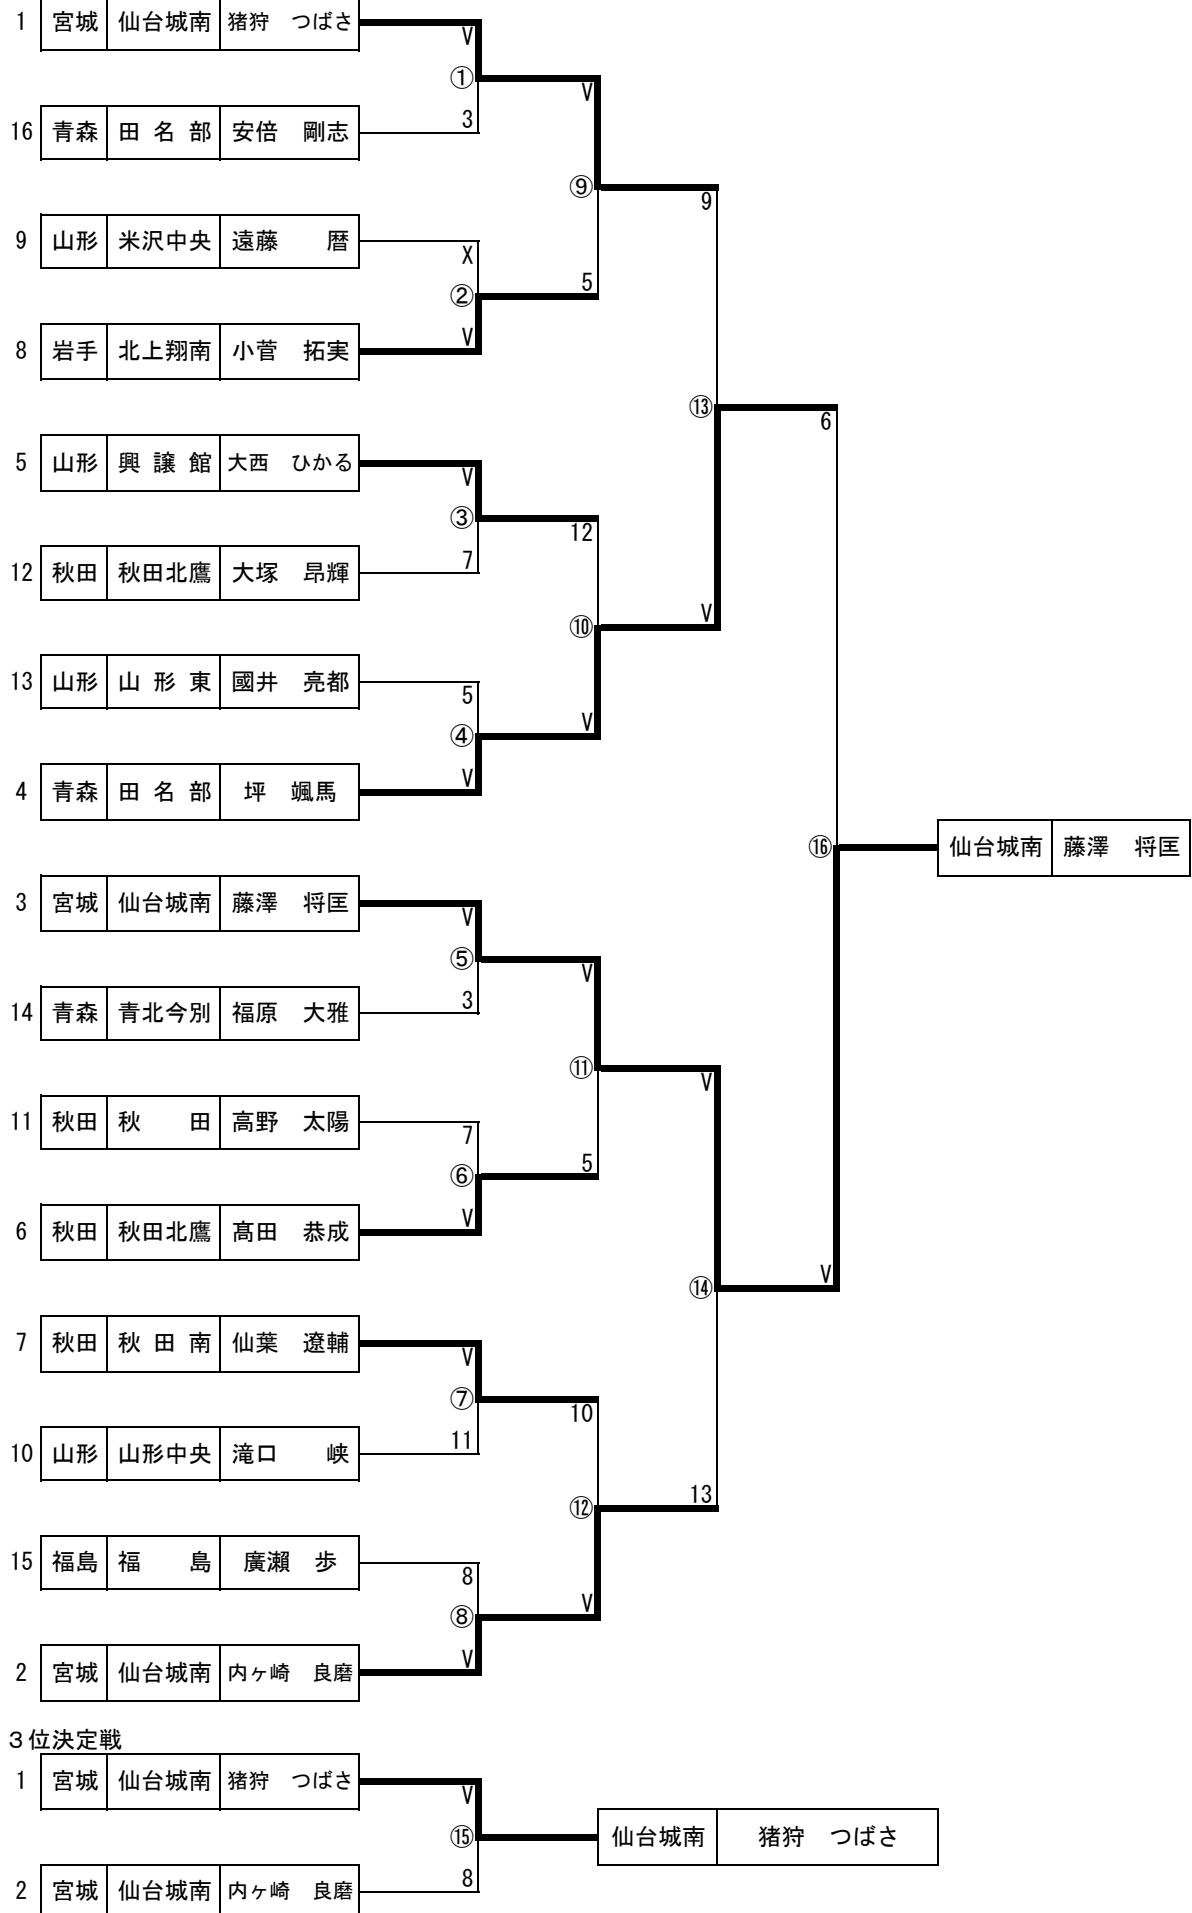 1 宮城 仙台城南 猪狩 つばさ
V
① V
3
16 青森 田名部 安倍 剛志
⑨ 9
9 山形 米沢中央 遠藤 暦
X
② 5
V
8 岩手 北上翔南 小菅 拓実
⑬ 6
5 山形 興譲館 大西 ひかる
V
③ 12
7
12 秋田 秋田北鷹 大塚 昂輝
⑩ V
13 山形 山形東 國井 亮都
5
④ V
V
4 青森 田名部 坪 颯馬
⑯ 仙台城南 藤澤 将匡
3 宮城 仙台城南 藤澤 将匡
V
⑤ V
3
14 青森 青北今別 福原 大雅
⑪ V
11 秋田 秋田 高野 太陽
7
⑥ 5
V
6 秋田 秋田北鷹 髙田 恭成
⑭ V
7 秋田 秋田南 仙葉 遼輔
V
⑦ 10
11
10 山形 山形中央 滝口 峡
⑫ 13
15 福島 福島 廣瀨 歩
8
⑧ V
V
2 宮城 仙台城南 内ヶ崎 良磨
３位決定戦
1 宮城 仙台城南 猪狩 つばさ
V
⑮ 仙台城南 猪狩 つばさ
8
2 宮城 仙台城南 内ヶ崎 良磨